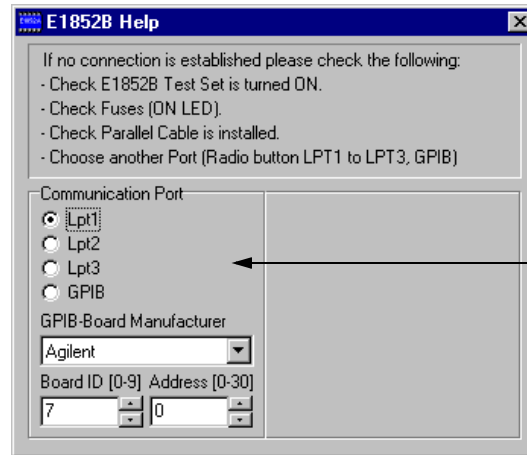 E1852B Help
If no connection is established please check the following:
- Check E1852B Test Set is turned ON.
- Check Fuses (ON LED).
- Check Parallel Cable is installed.
- Choose another Port (Radio button LPT1 to LPT3, GPIB)
Communication Port
Lpt1
Lpt2
Lpt3
GPIB
GPIB-Board Manufacturer
Agilent
Board ID [0-9] Address [0-30]
7 0